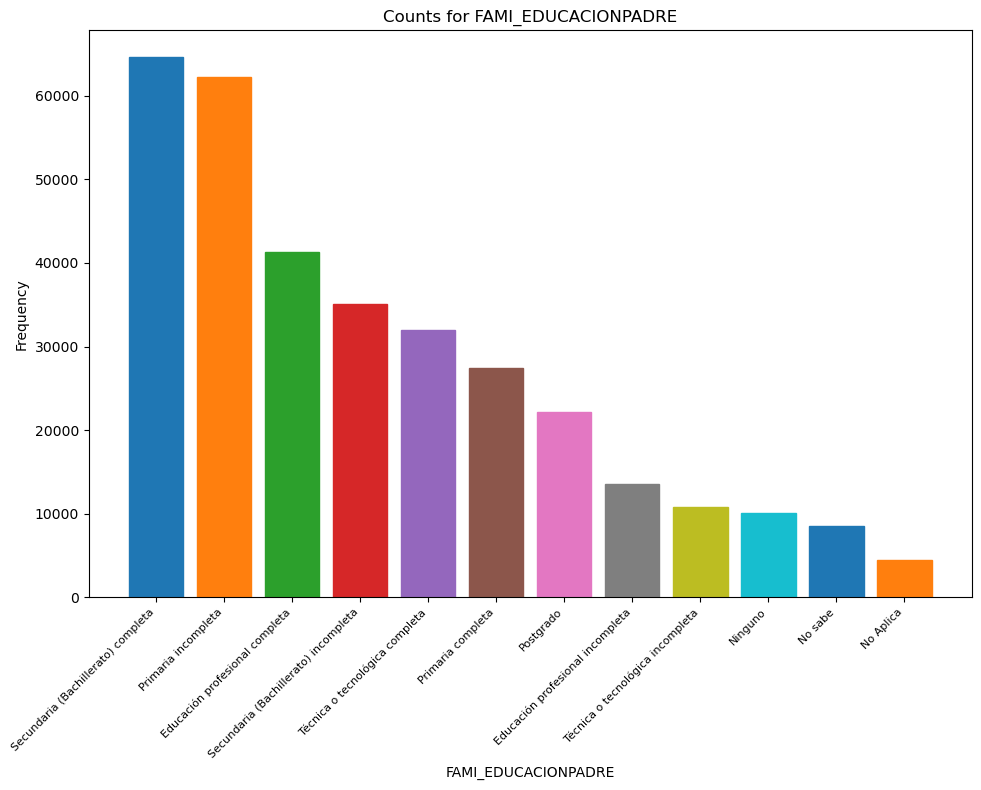 Counts for FAMI_EDUCACIONPADRE
Frequency
60000
50000
40000
30000
20000
10000
0
Secundaria (Bachillerato) completa
Primaria incompleta
Educación profesional completa
Secundaria (Bachillerato) incompleta
Técnica o tecnológica completa
Primaria completa
Postgrado
Educación profesional incompleta
Técnica o tecnológica incompleta
Ninguno
No sabe
No Aplica
FAMI_EDUCACIONPADRE